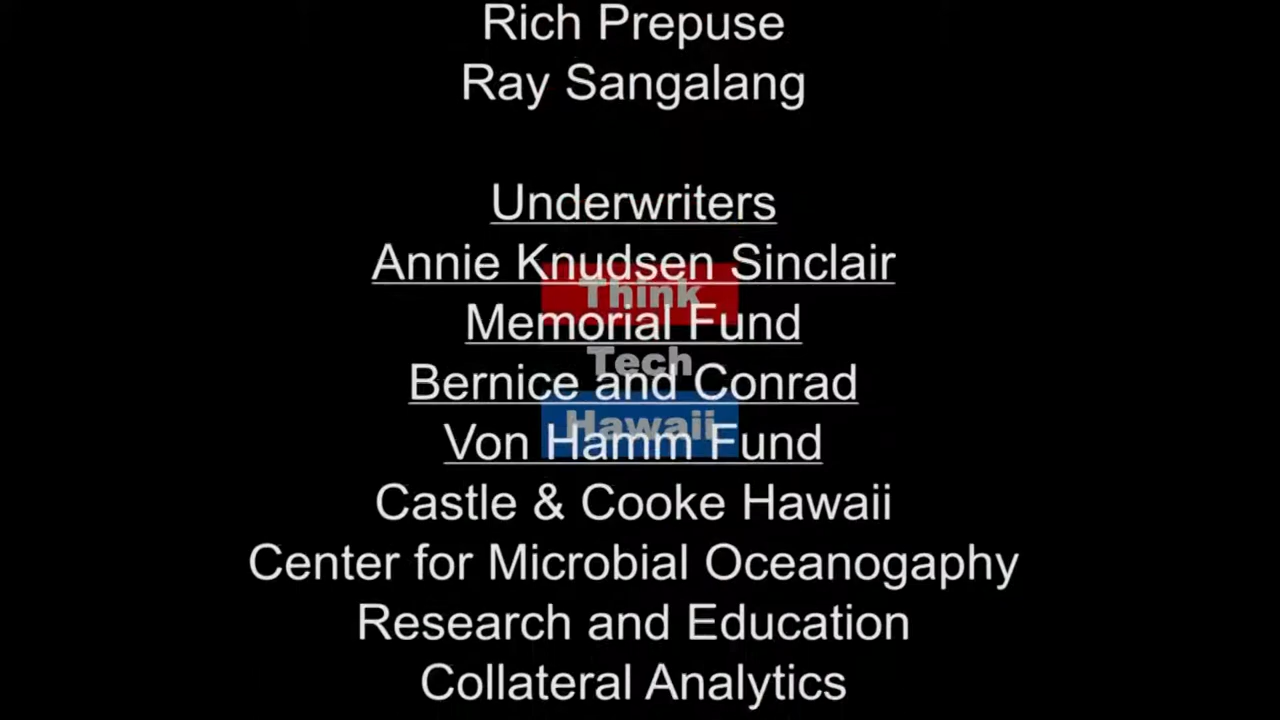 Rich Prepuse
Ray Sangalang
Underwriters
Annie Knudsen Sinclair
Think
Memorial Fund
Tech
Bernice and Conrad
Hawaii
Von Hamm Fund
Castle & Cooke Hawaii
Center for Microbial Oceanogaphy
Research and Education
Collateral Analytics